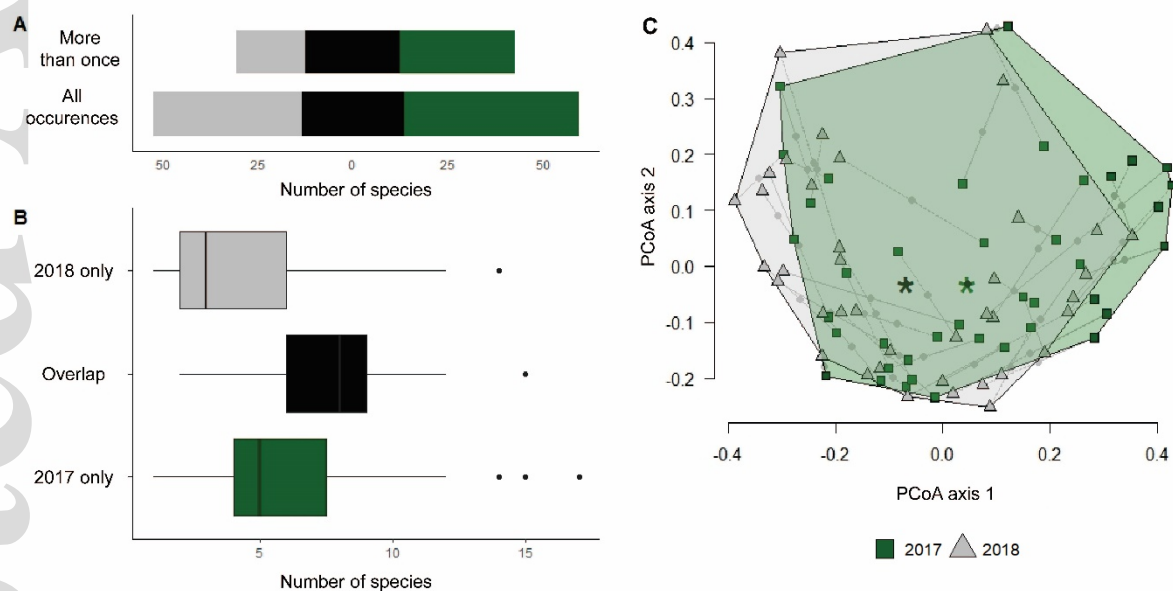 A
More
than once
All
occurences
50 25 0 25 50
Number of species
B
2018 only
Overlap
2017 only
5 10 15
Number of species
C
0.4
0.3
0.2
0.1
0.0
-0.1
-0.2
PCoA axis 2
-0.4 -0.2 0.0 0.2 0.4
PCoA axis 1
2017 2018